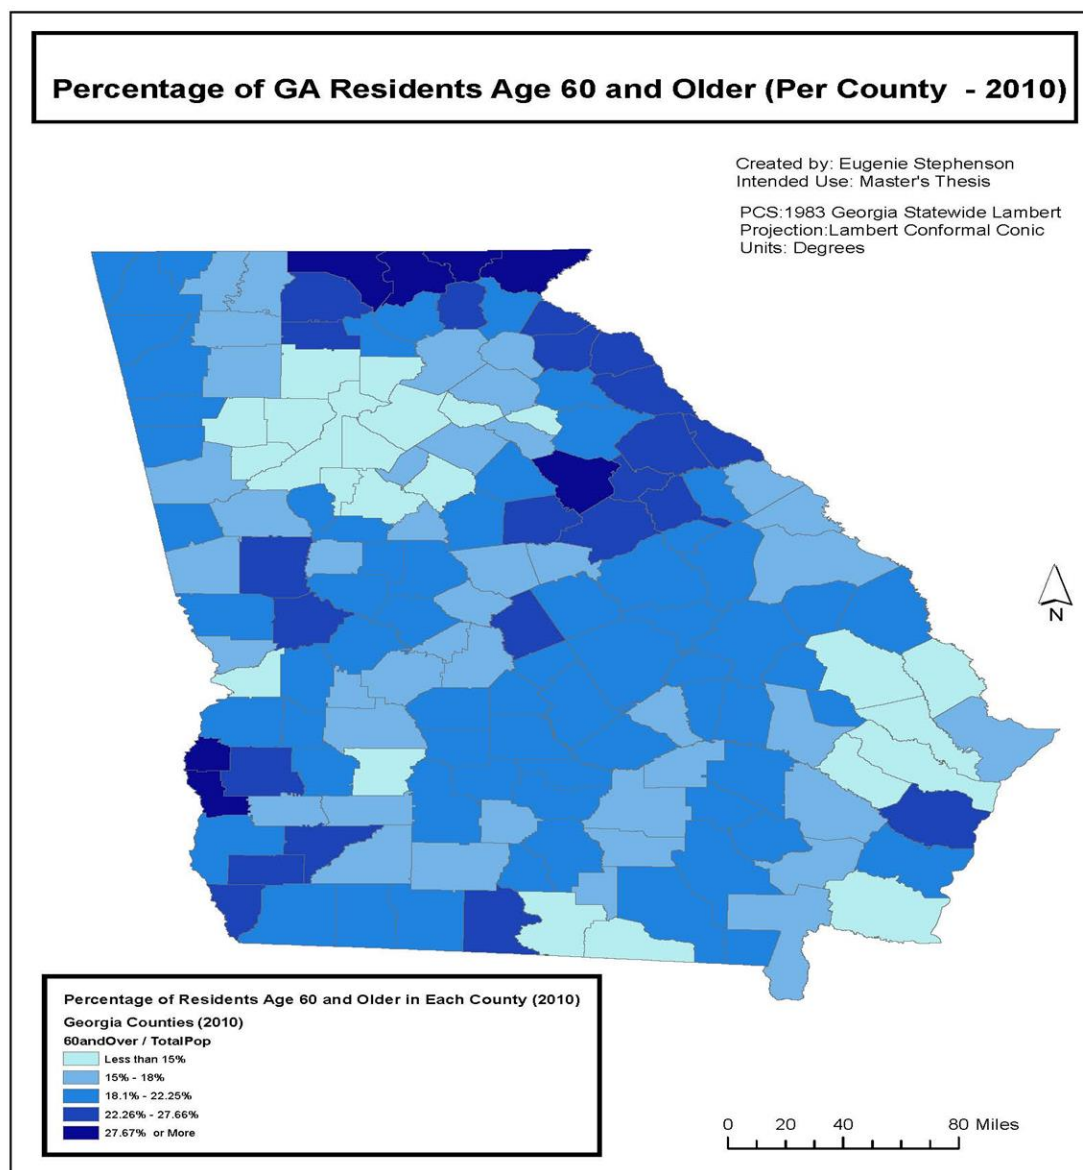 Percentage of GA Residents Age 60 and Older (Per County - 2010)
Created by: Eugenie Stephenson
Intended Use: Master's Thesis
PCS:1983 Georgia Statewide Lambert
Projection:Lambert Conformal Conic
Units: Degrees
N
Percentage of Residents Age 60 and Older in Each County (2010)
Georgia Counties (2010)
60andOver / TotalPop
Less than 15%
15% - 18%
18.1% - 22.25%
22.26% - 27.66%
27.67% or More
0 20 40 80 Miles